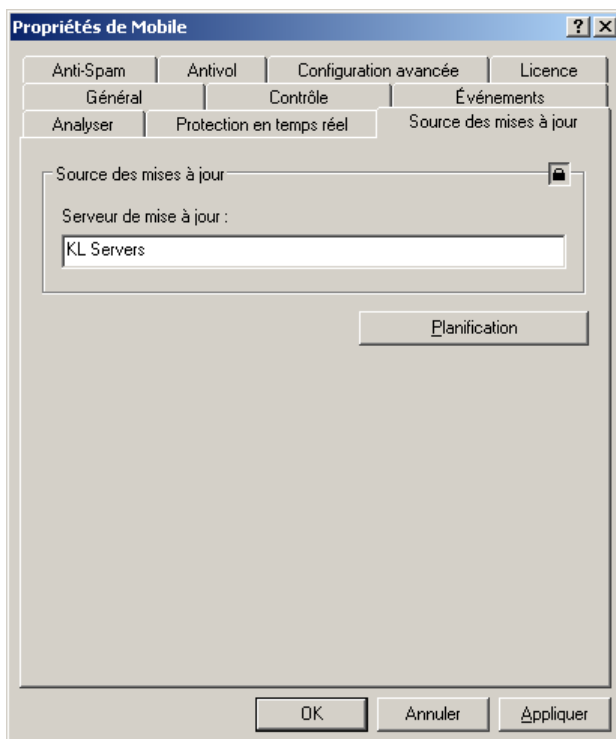 Propriétés de Mobile
Anti-Spam Antivol Configuration avancée Licence
Général Contrôle Événements
Analyser Protection en temps réel Source des mises à jour
Source des mises à jour
Serveur de mise à jour :
KL Servers
Planification
OK Annuler Appliquer